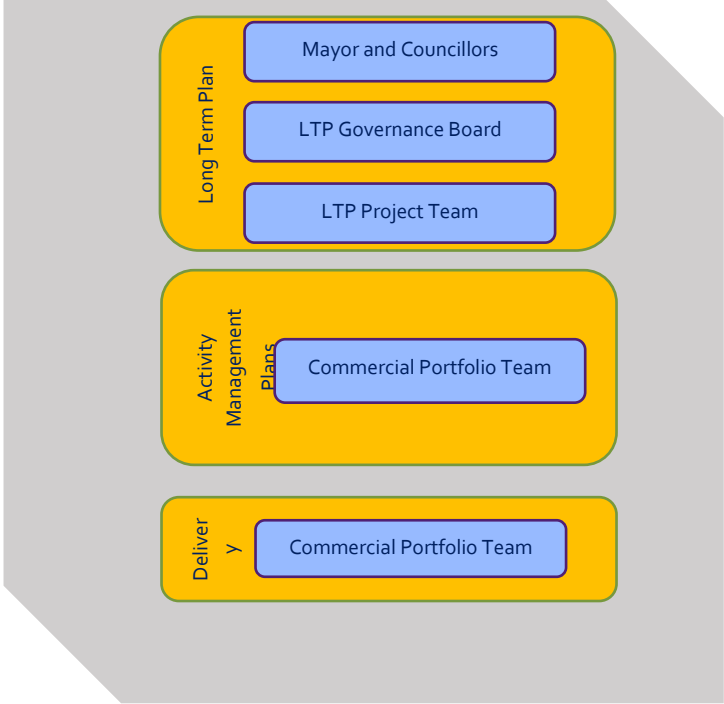 Long Term Plan
Mayor and Councillors
LTP Governance Board
LTP Project Team
Activity
Management
Plans
Commercial Portfolio Team
Deliver
y
Commercial Portfolio Team